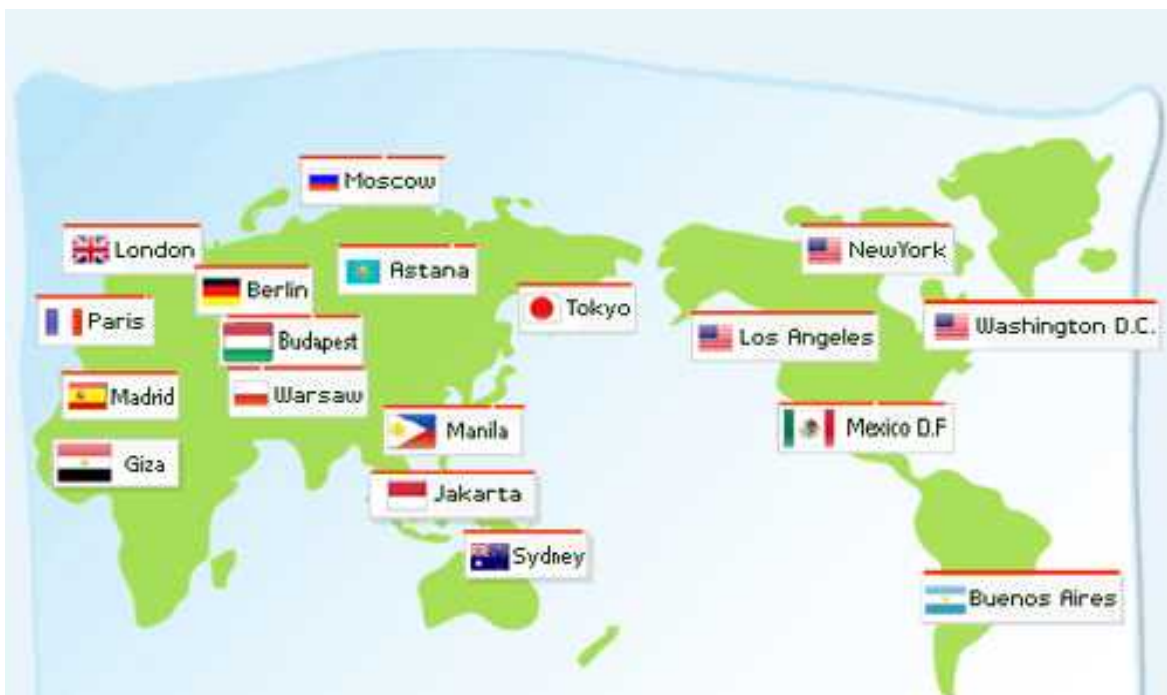 Moscow
London
NewYork
Astana
Berlin
Tokyo
Paris
Washington D.C.
Los Angeles
Budapest
Madrid
Warsaw
Mexico D.F
Manila
Giza
Jakarta
Sydney
Buenos Aires